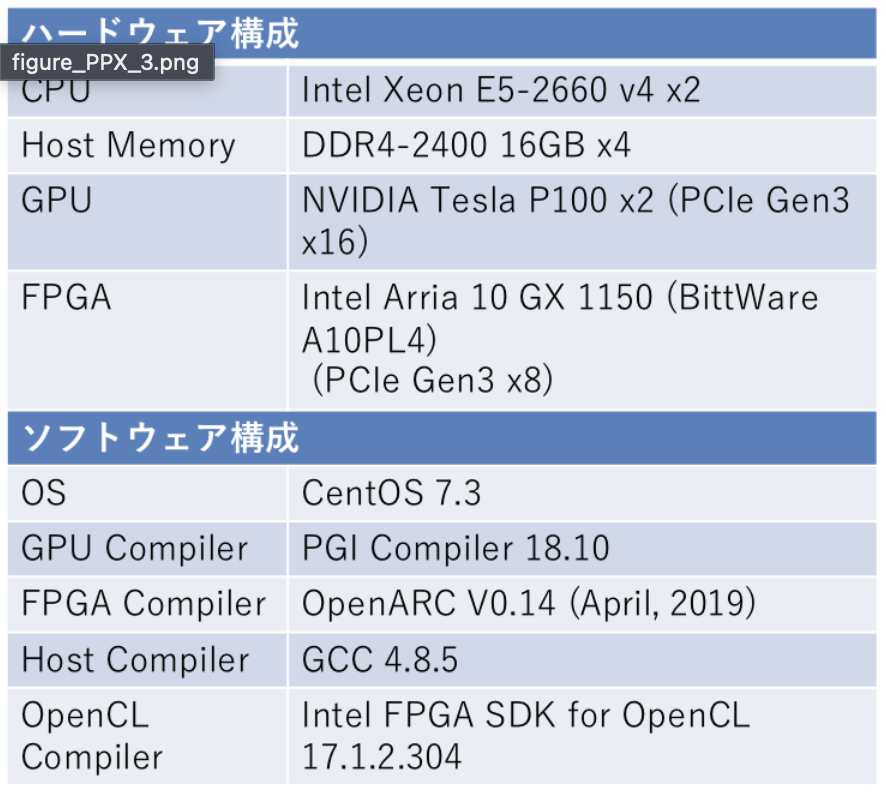 ハードウェア構成
figure_PPX_3.png
CPU
Intel Xeon E5-2660 v4 x2
Host Memory
DDR4-2400 16GB x4
GPU
NVIDIA Tesla P100 x2 (PCIe Gen3
x16)
FPGA
Intel Arria 10 GX 1150 (BittWare
A10PL4)
(PCIe Gen3 x8)
ソフトウェア構成
OS
CentOS 7.3
GPU Compiler
PGI Compiler 18.10
FPGA Compiler
OpenARC V0.14 (April, 2019)
Host Compiler
GCC 4.8.5
OpenCL
Compiler
Intel FPGA SDK for OpenCL
17.1.2.304